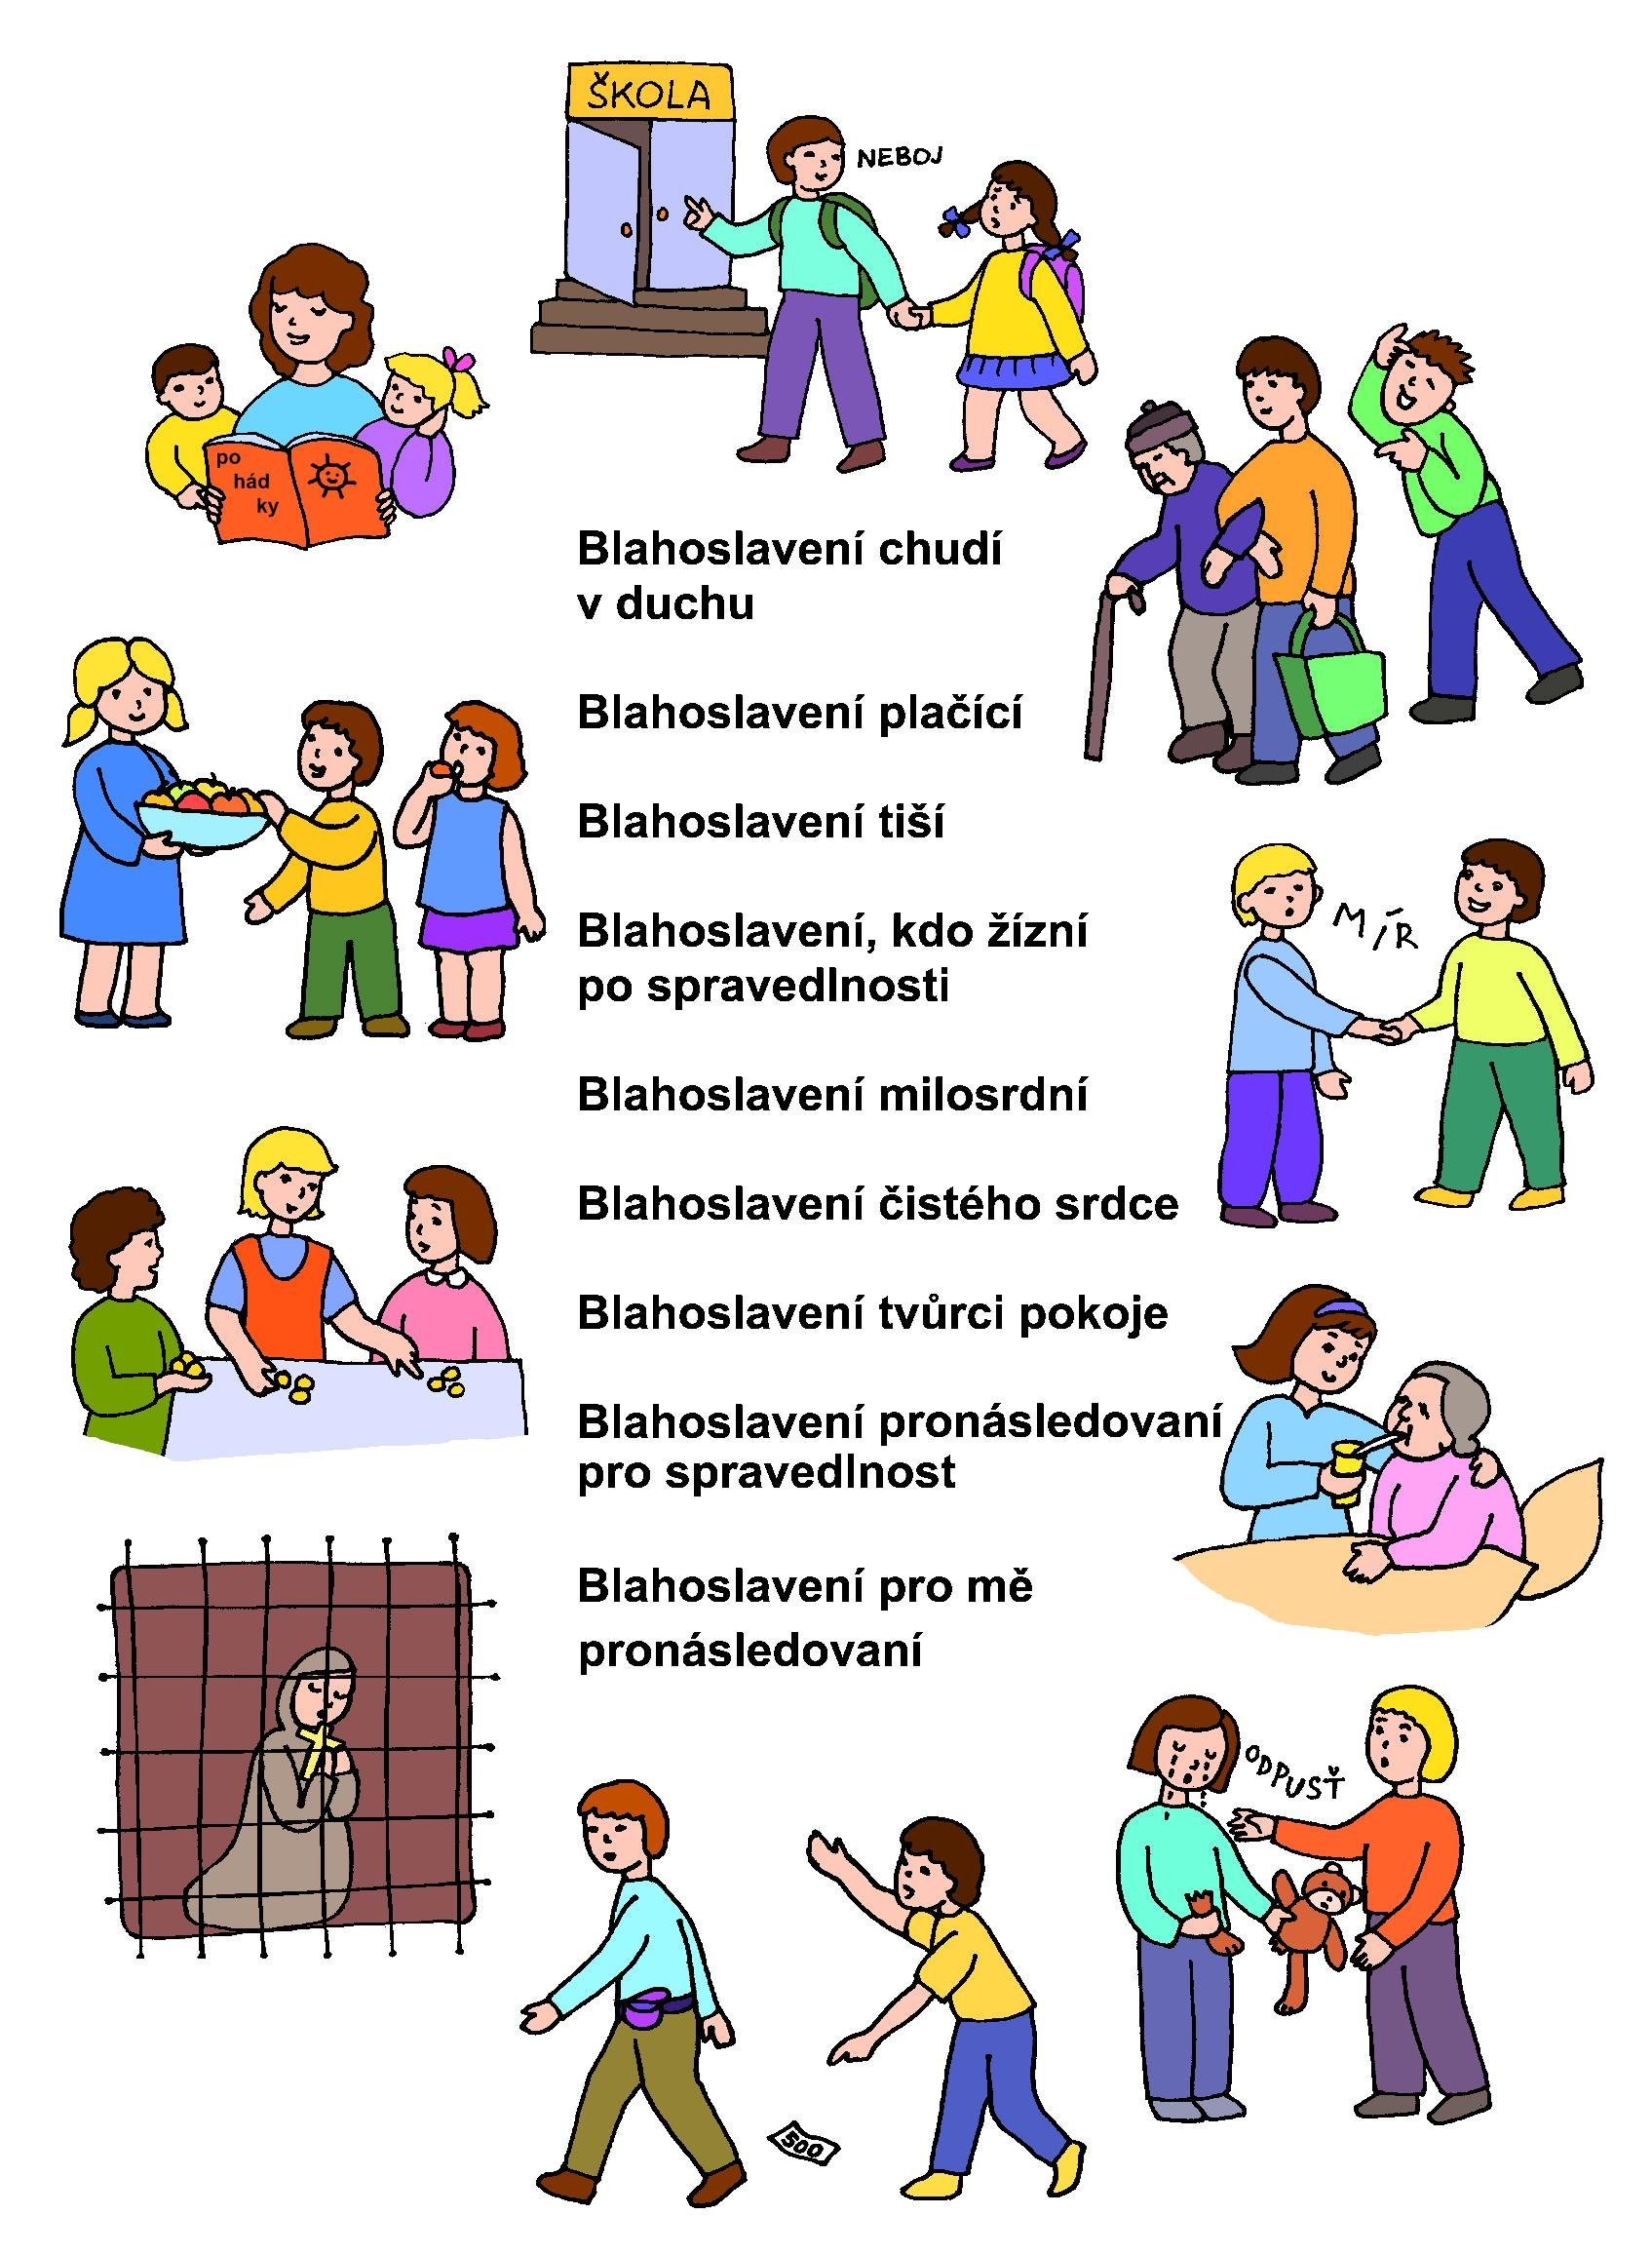 ŠKOLA
NEBOJ
po
hád
ky
Blahoslavení chudí
v duchu
Blahoslavení plačící
Blahoslavení tiší
Blahoslavení, kdo žízní
po spravedlnosti
MÍR
Blahoslavení milosrdní
Blahoslavení čistého srdce
Blahoslavení tvůrci pokoje
Blahoslavení pronásledovaní
pro spravedlnost
Blahoslavení pro mě
pronásledovaní
ODPUSŤ
500